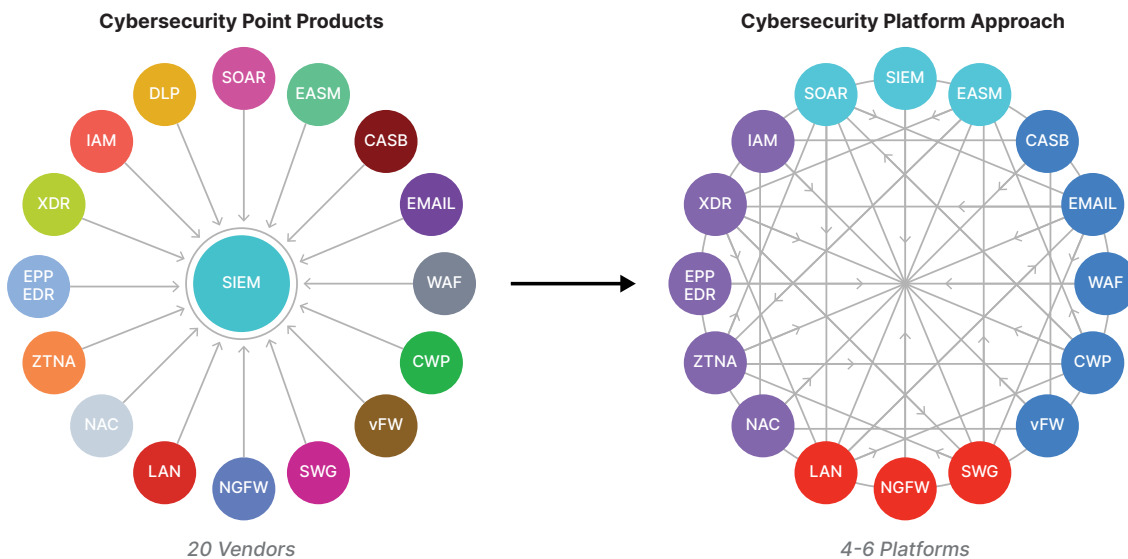 Cybersecurity Point Products
SOAR
DLP
EASM
IAM
CASB
XDR
EMAIL
EPP
EDR
SIEM
WAF
ZTNA
CWP
NAC
vFW
LAN
SWG
NGFW
20 Vendors
Cybersecurity Platform Approach
SIEM
SOAR
EASM
IAM
CASB
XDR
EMAIL
EPP
EDR
WAF
ZTNA
CWP
NAC
vFW
LAN
SWG
NGFW
4-6 Platforms